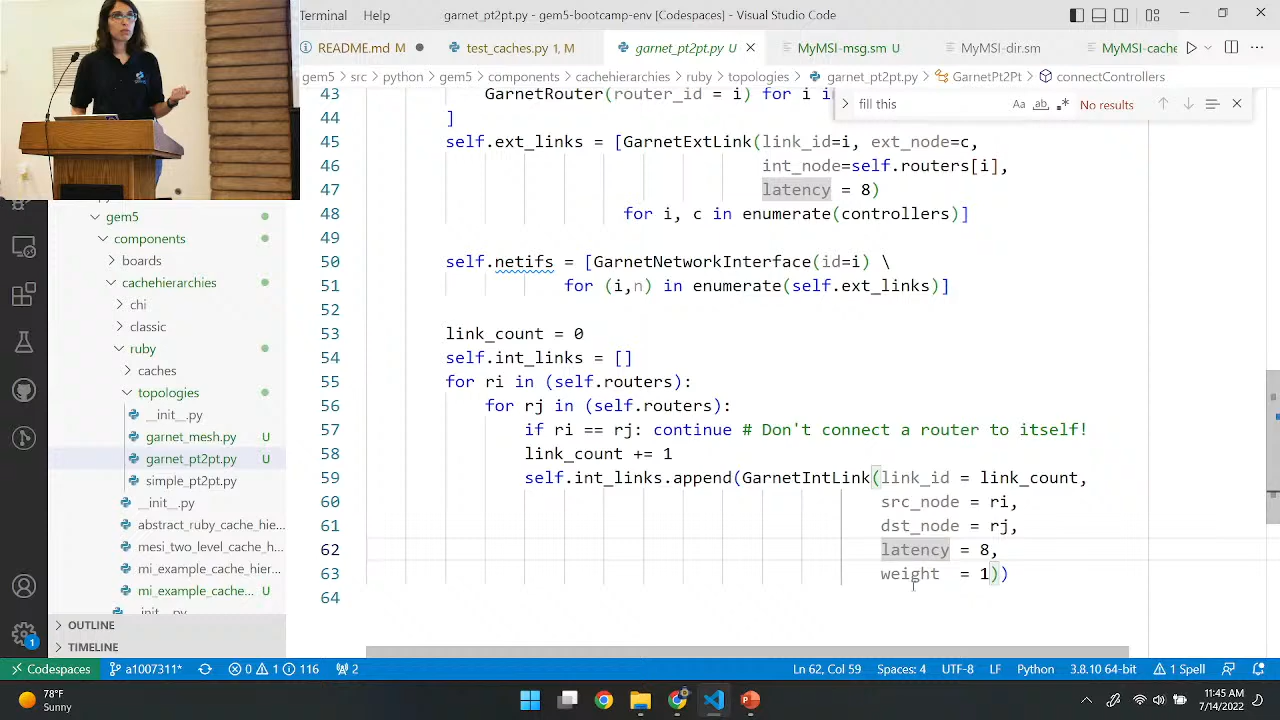 Terminal Help garnet_pt2pt.py - gem5-bootcamp-env [Codespaces] - Visual Studio
README.md M test_caches.py 1, M garnet_pt2pt.py U MyMSI-msg.sm U MyMSI-dir.sm MyMSI-cache
gem5 > src > python > gem5 > components > cachehierarchies > ruby > topologies > et_pt2pt.py > GarnetPt2Pt > connectControllers
fill this Aa ab No results
43 GarnetRouter(router_id = i) for i i
44 ]
45 self.ext_links = [GarnetExtLink(link_id=i, ext_node=c,
46 int_node=self.routers[i],
47 latency = 8)
48 for i, c in enumerate(controllers)]
49
50 self.netifs = [GarnetNetworkInterface(id=i) \
51 for (i,n) in enumerate(self.ext_links)]
52
53 link_count = 0
54 self.int_links = []
55 for ri in (self.routers):
56 for rj in (self.routers):
57 if ri == rj: continue # Don't connect a router to itself!
58 link_count += 1
59 self.int_links.append(GarnetIntLink(link_id = link_count,
60 src_node = ri,
61 dst_node = rj,
62 latency = 8,
63 weight = 1))
64
gem5
components
boards
cachehierarchies
chi
classic
ruby
caches
topologies
__init__.py
garnet_mesh.py U
garnet_pt2pt.py U
simple_pt2pt.py
__init__.py
abstract_ruby_cache_hie...
mesi_two_level_cache_h...
mi_example_cache_hier...
mi_example_cache... U
__init__.py
OUTLINE
TIMELINE
1
Codespaces a1007311* 0 1 116 2 Ln 62, Col 59 Spaces: 4 UTF-8 LF Python 3.8.10 64-bit 1 Spell
78°F
Sunny
11:45 AM
7/14/2022